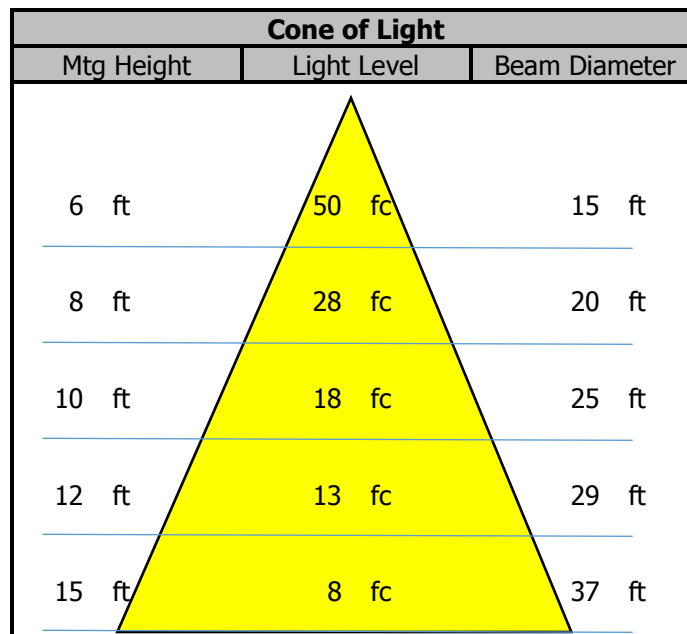 Cone of Light
Mtg Height Light Level Beam Diameter
6 ft 50 fc 15 ft
8 ft 28 fc 20 ft
10 ft 18 fc 25 ft
12 ft 13 fc 29 ft
15 ft 8 fc 37 ft